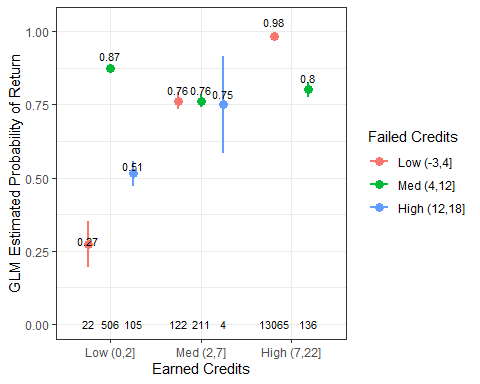 1.00
0.75
0.50
0.25
0.00
GLM Estimated Probability of Return
0.98
0.87
0.8
0.76 0.76 0.75
0.51
0.27
22 506 105 122 211 4 13065 136
Low (0,2] Med (2,7] High (7,22]
Earned Credits
Failed Credits
Low (-3,4]
Med (4,12]
High (12,18]